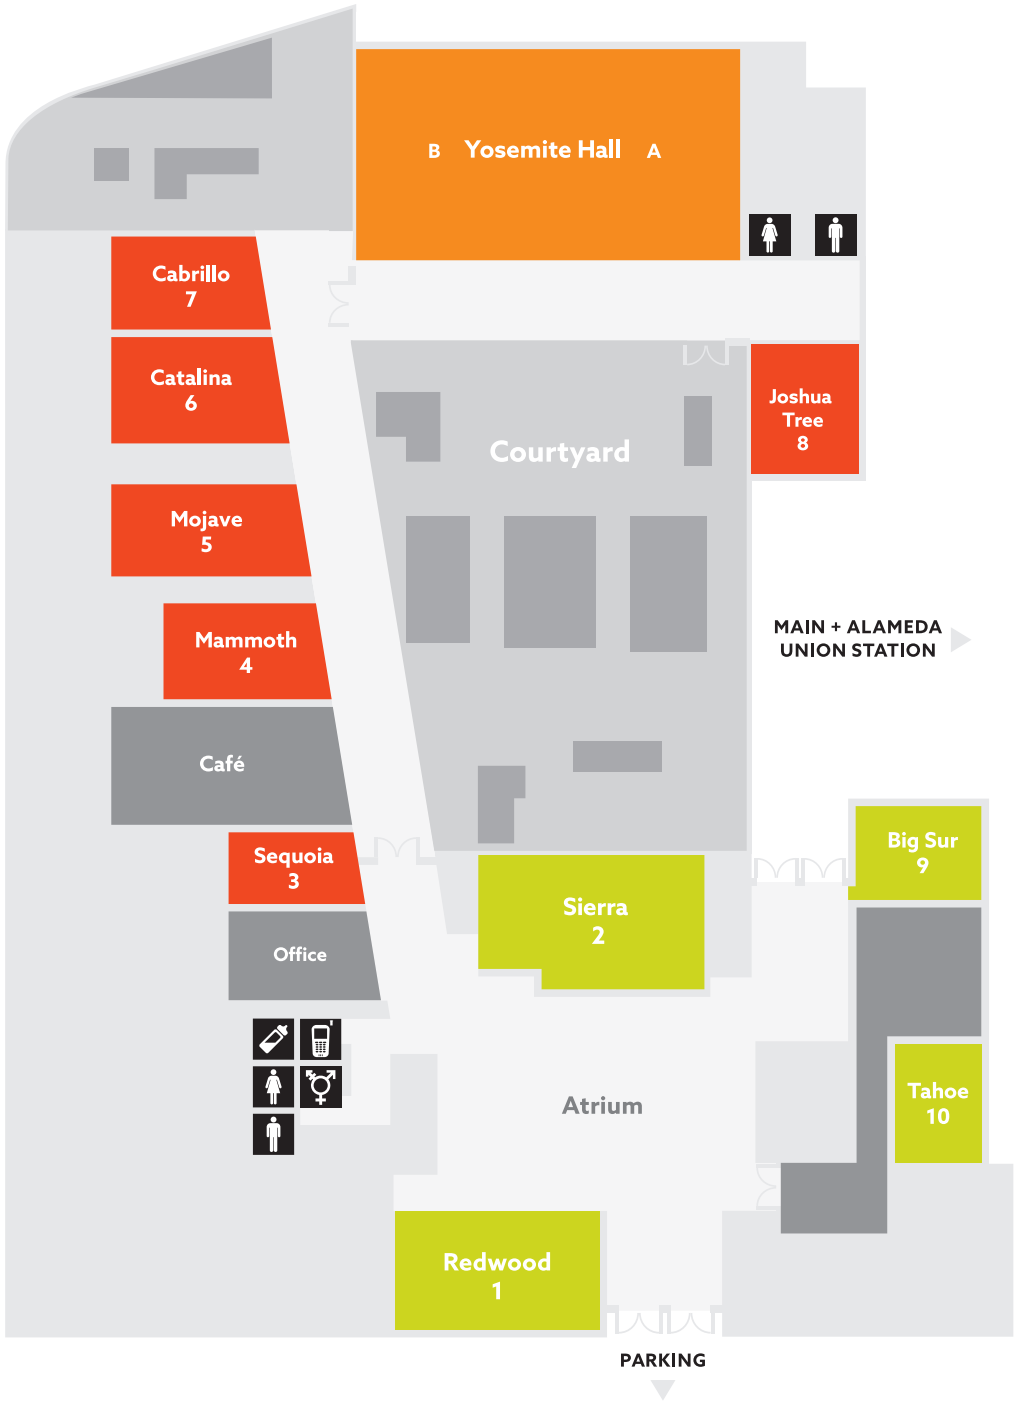 B Yosemite Hall A
Cabrillo
7
Catalina
6
Joshua
Tree
8
Courtyard
Mojave
5
Mammoth
4
MAIN + ALAMEDA
UNION STATION
Café
Big Sur
9
Sequoia
3
Sierra
2
Office
Tahoe
10
Atrium
Redwood
1
PARKING